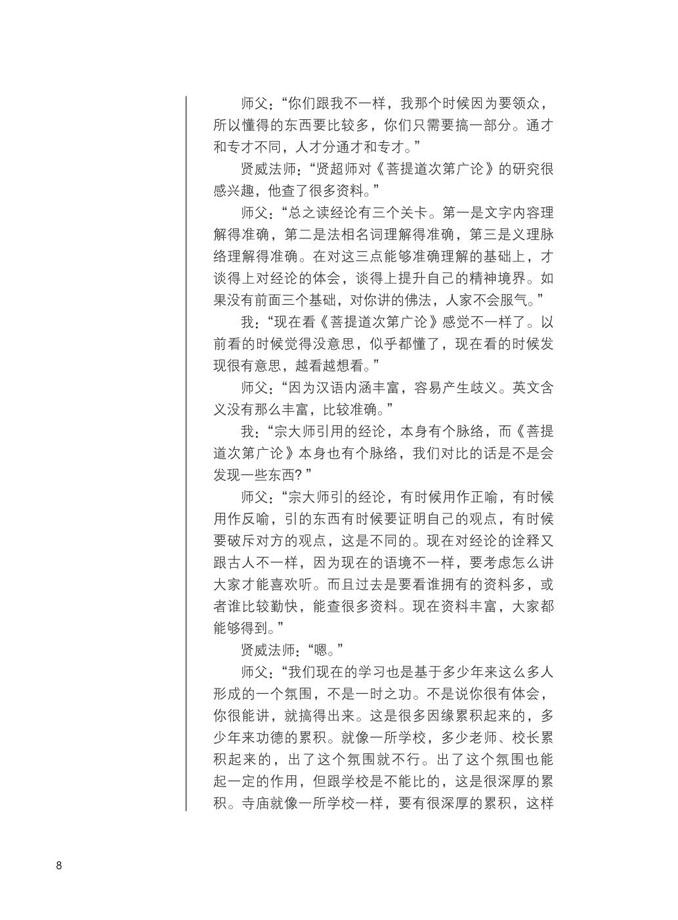 师父：“你们跟我不一样，我那个时候因为要领众，
所以懂得的东西要比较多，你们只需要搞一部分。通才
和专才不同，人才分通才和专才。”
贤威法师：“贤超师对《菩提道次第广论》的研究很
感兴趣，他查了很多资料。”
师父：“总之读经论有三个关卡。第一是文字内容理
解得准确，第二是法相名词理解得准确，第三是义理脉
络理解得准确。在对这三点能够准确理解的基础上，才
谈得上对经论的体会，谈得上提升自己的精神境界。如
果没有前面三个基础，对你讲的佛法，人家不会服气。”
我：“现在看《菩提道次第广论》感觉不一样了。以
前看的时候觉得没意思，似乎都懂了，现在看的时候发
现很有意思，越看越想看。”
师父：“因为汉语内涵丰富，容易产生歧义。英文含
义没有那么丰富，比较准确。”
我：“宗大师引用的经论，本身有个脉络，而《菩提
道次第广论》本身也有个脉络，我们对比的话是不是会
发现一些东西？”
师父：“宗大师引的经论，有时候用作正喻，有时候
用作反喻，引的东西有时候要证明自己的观点，有时候
要破斥对方的观点，这是不同的。现在对经论的诠释又
跟古人不一样，因为现在的语境不一样，要考虑怎么讲
大家才能喜欢听。而且过去是要看谁拥有的资料多，或
者谁比较勤快，能查很多资料。现在资料丰富，大家都
能够得到。”
贤威法师：“嗯。”
师父：“我们现在的学习也是基于多少年来这么多人
形成的一个氛围，不是一时之功。不是说你很有体会，
你很能讲，就搞得出来。这是很多因缘累积起来的，多
少年来功德的累积。就像一所学校，多少老师、校长累
积起来的，出了这个氛围就不行。出了这个氛围也能
起一定的作用，但跟学校是不能比的，这是很深厚的累
积。寺庙就像一所学校一样，要有很深厚的累积，这样
8